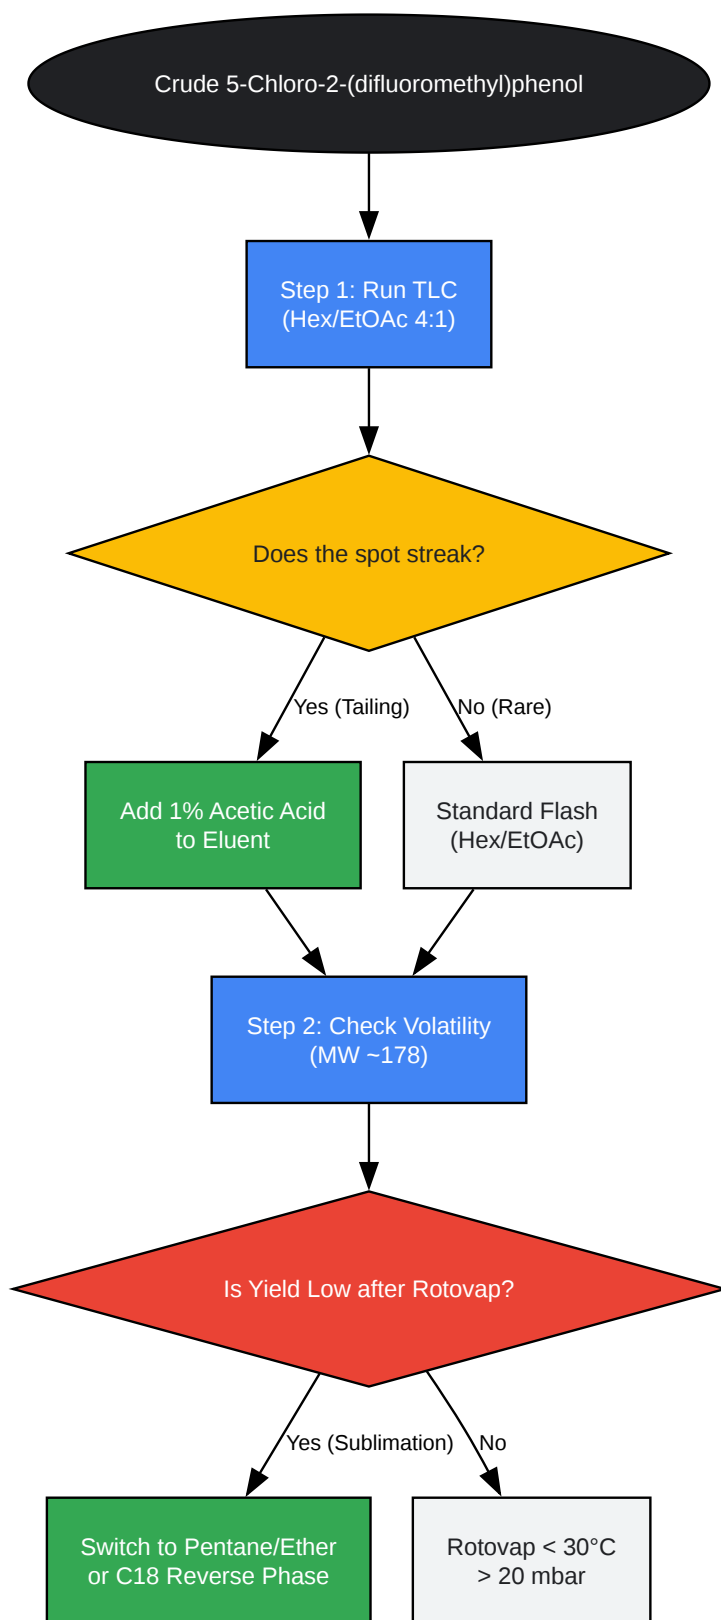 Crude 5-Chloro-2-(difluoromethyl)phenol
Step 1: Run TLC
(Hex/EtOAc 4:1)
Does the spot streak?
Yes (Tailing)
No (Rare)
Add 1% Acetic Acid
to Eluent
Standard Flash
(Hex/EtOAc)
Step 2: Check Volatility
(MW ~178)
Is Yield Low after Rotovap?
Yes (Sublimation)
No
Switch to Pentane/Ether
or C18 Reverse Phase
Rotovap < 30°C
> 20 mbar